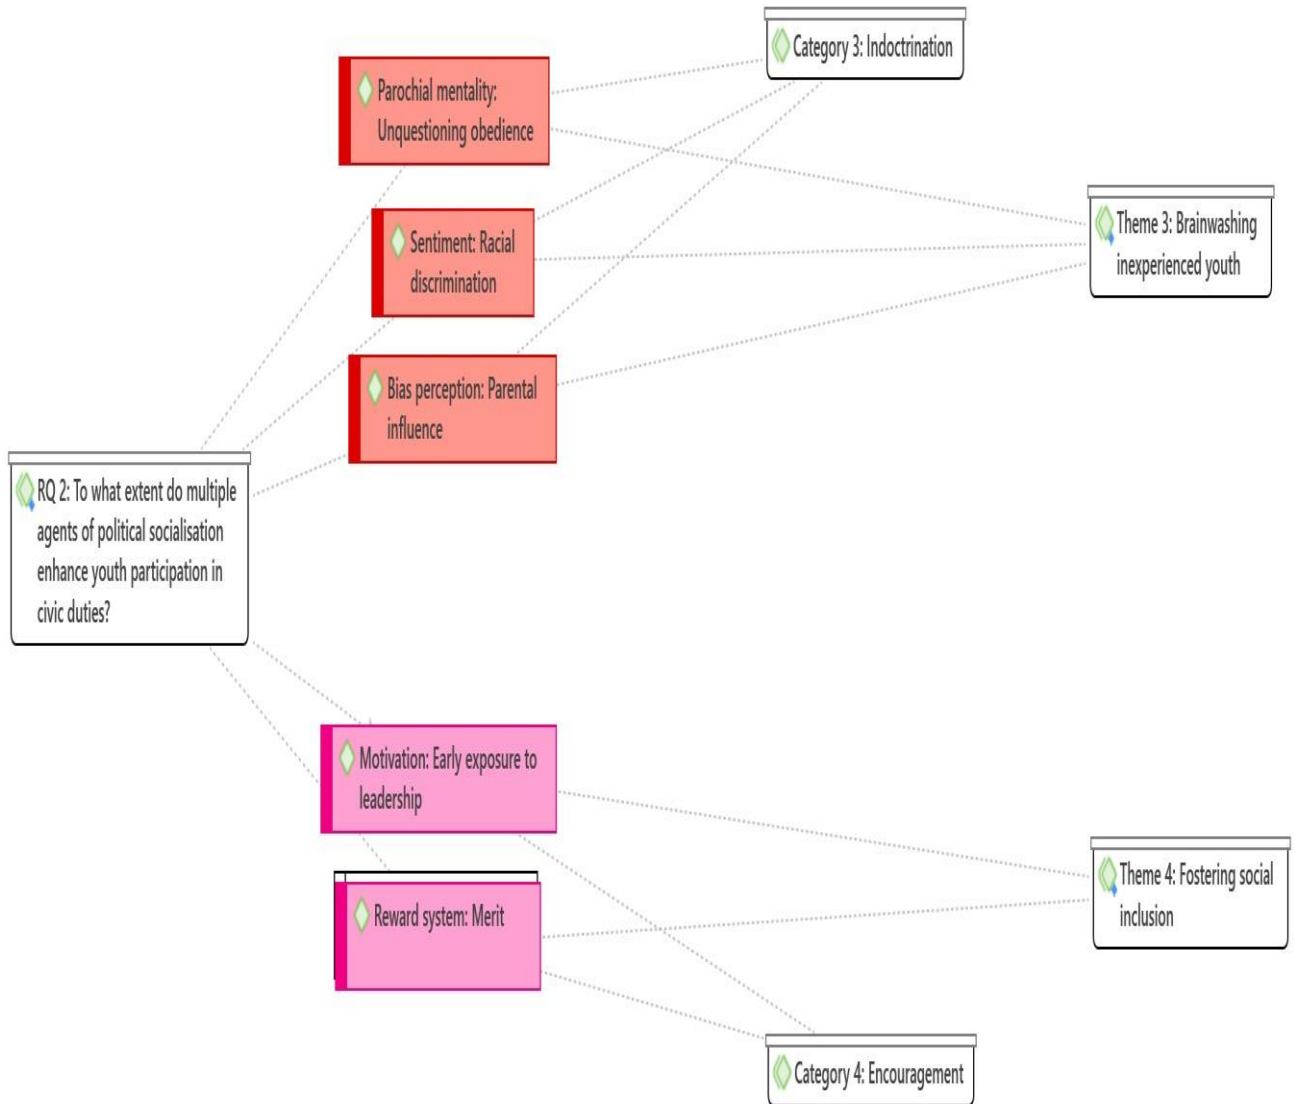 Category 3: Indoctrination
Parochial mentality:
Unquestioning obedience
Theme 3: Brainwashing
inexperienced youth
Sentiment: Racial
discrimination
Bias perception: Parental
influence
RQ 2: To what extent do multiple
agents of political socialisation
enhance youth participation in
civic duties?
Motivation: Early exposure to
leadership
Theme 4: Fostering social
inclusion
Reward system: Merit
Category 4: Encouragement